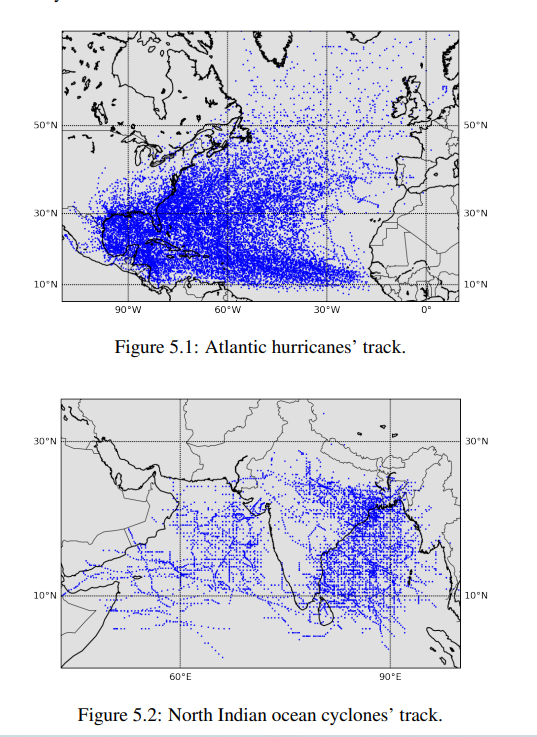 50°N 50°N
30°N 30°N
10°N 10°N
90°W 60°W 30°W 0°
Figure 5.1: Atlantic hurricanes’ track.
30°N 30°N
10°N 10°N
60°E 90°E
Figure 5.2: North Indian ocean cyclones’ track.